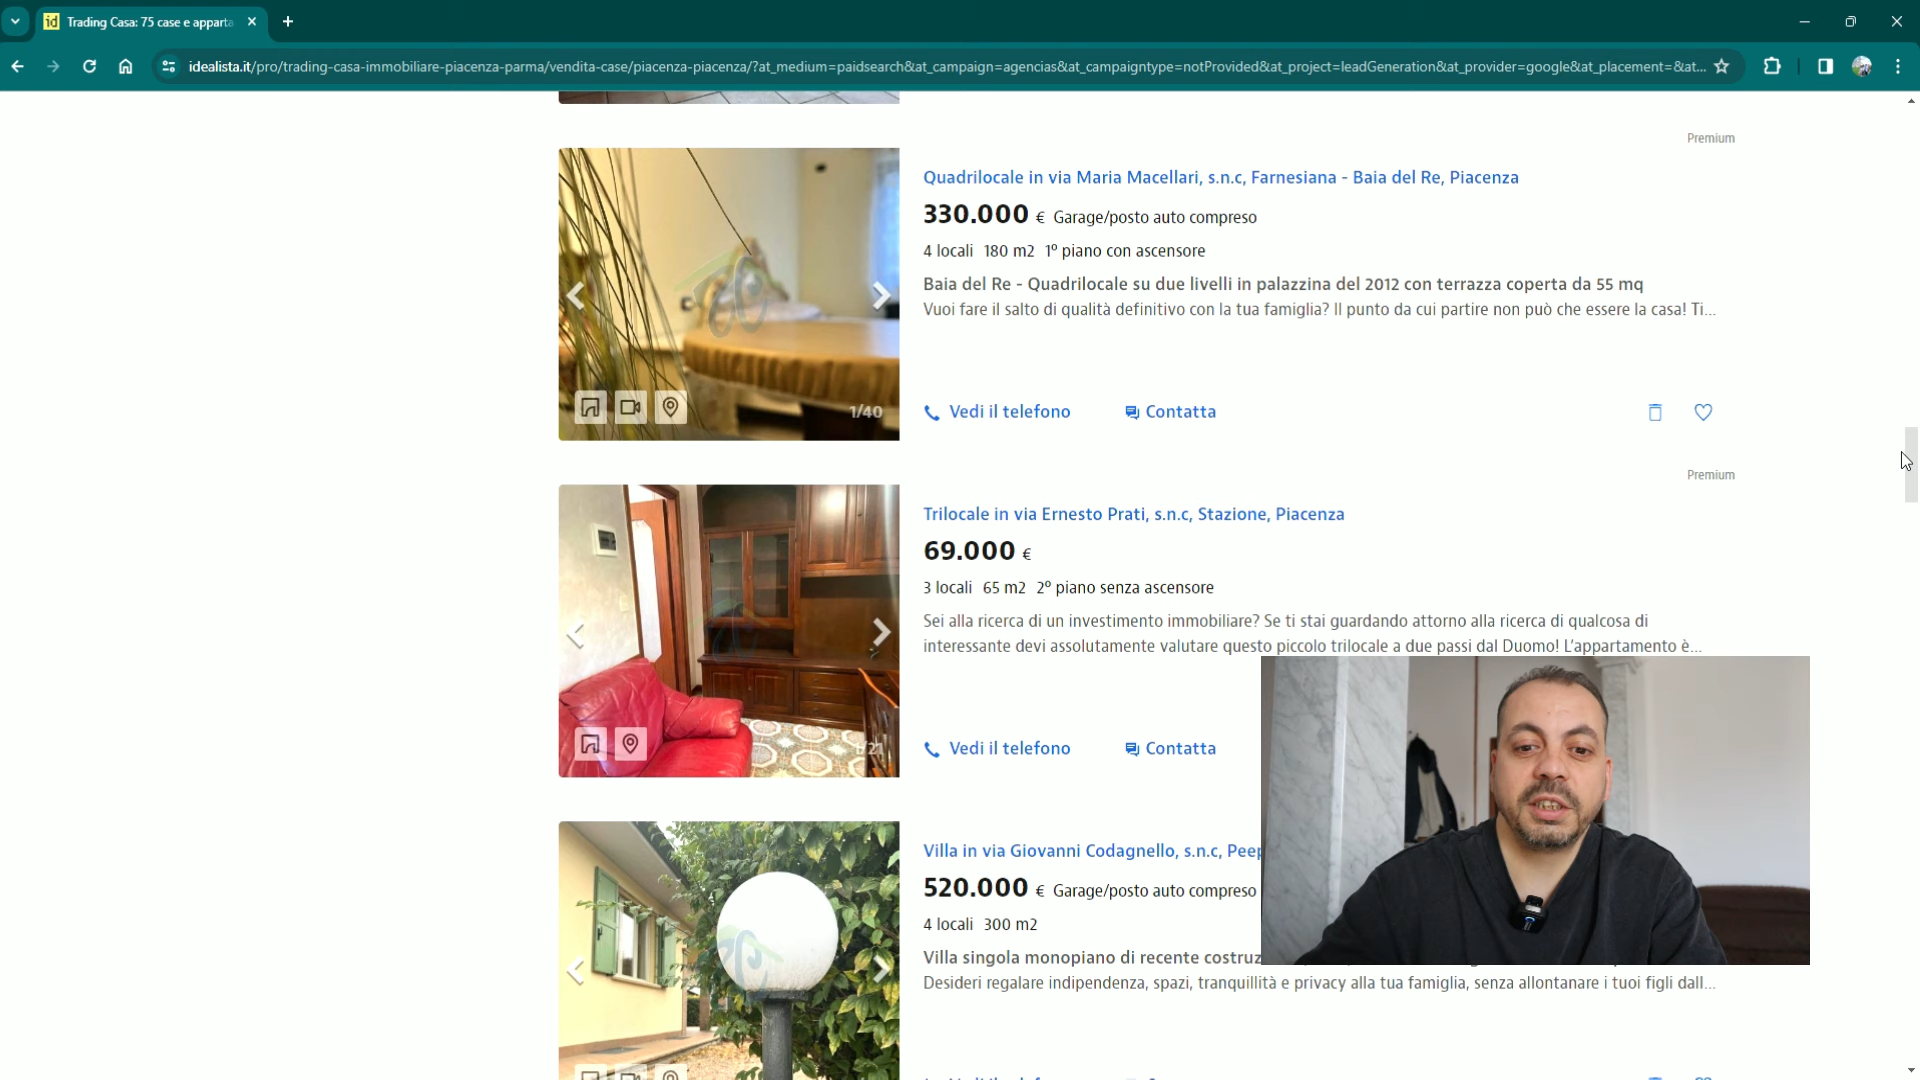 Trading Casa: 75 case e apparta
idealista.it/pro/trading-casa-immobiliare-piacenza-parma/vendita-case/piacenza-piacenza/?at_medium=paidsearch&at_campaign=agencias&at_campaigntype=notProvided&at_project=leadGeneration&at_provider=google&at_placement=&at...
Premium
Quadrilocale in via Maria Macellari, s.n.c, Farnesiana - Baia del Re, Piacenza
330.000 € Garage/posto auto compreso
4 locali 180 m2 1º piano con ascensore
Baia del Re - Quadrilocale su due livelli in palazzina del 2012 con terrazza coperta da 55 mq
Vuoi fare il salto di qualità definitivo con la tua famiglia? Il punto da cui partire non può che essere la casa! Ti...
1/40
Vedi il telefono Contatta
Premium
Trilocale in via Ernesto Prati, s.n.c, Stazione, Piacenza
69.000 €
3 locali 65 m2 2º piano senza ascensore
Sei alla ricerca di un investimento immobiliare? Se ti stai guardando attorno alla ricerca di qualcosa di
interessante devi assolutamente valutare questo piccolo trilocale a due passi dal Duomo! L'appartamento è...
1/21
Vedi il telefono Contatta
Villa in via Giovanni Codagnello, s.n.c, Peep
520.000 € Garage/posto auto compreso
4 locali 300 m2
Villa singola monopiano di recente costruz
Desideri regalare indipendenza, spazi, tranquillità e privacy alla tua famiglia, senza allontanare i tuoi figli dall...